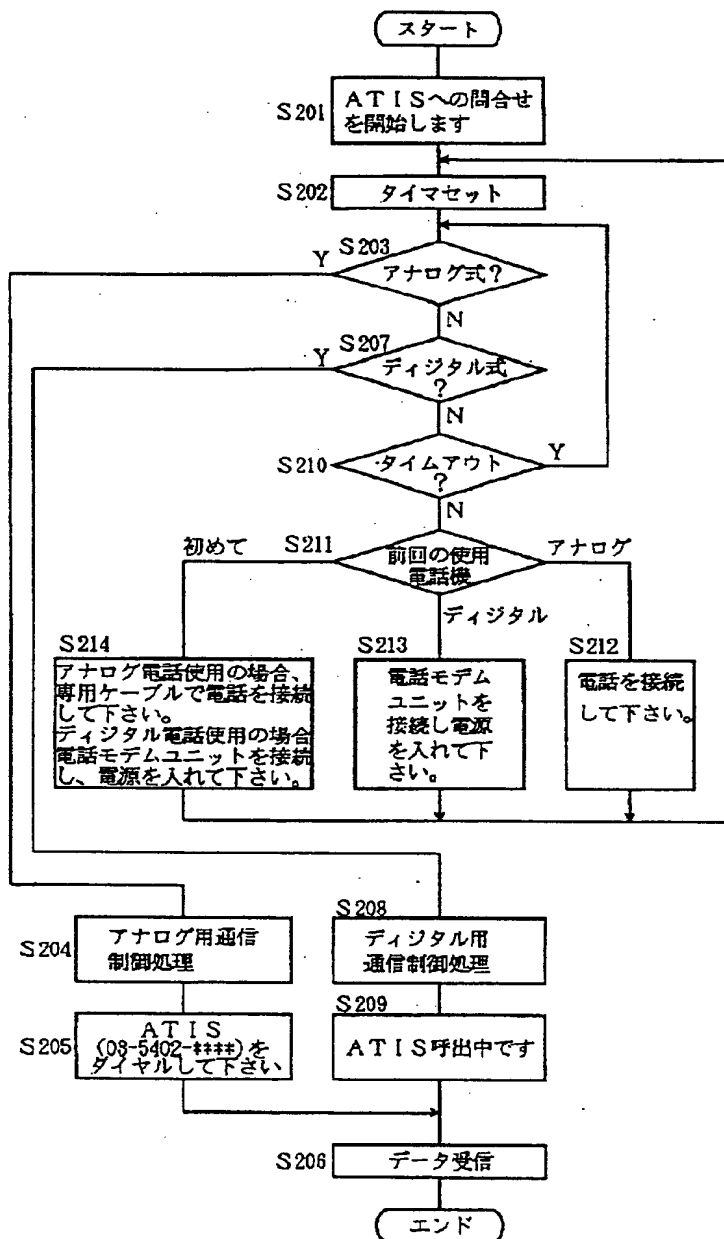 スタート
S201
ATISへの問合せ
を開始します
S202
タイマセット
S203
Y
アナログ式?
N
S207
Y
ディジタル式
?
N
S210
タイムアウト
?
Y
N
S211
初めて
前回の使用
電話機
アナログ
ディジタル
S214
アナログ電話使用の場合、
専用ケーブルで電話を接続
して下さい。
ディジタル電話使用の場合
電話モデムユニットを接続
し、電源を入れて下さい。
S213
電話モデム
ユニットを
接続し電源
を入れて下
さい。
S212
電話を接続
して下さい。
S204
アナログ用通信
制御処理
S208
ディジタル用
通信制御処理
S205
ATIS
(03-5402-****)を
ダイヤルして下さい
S209
ATIS呼出中です
S206
データ受信
エンド